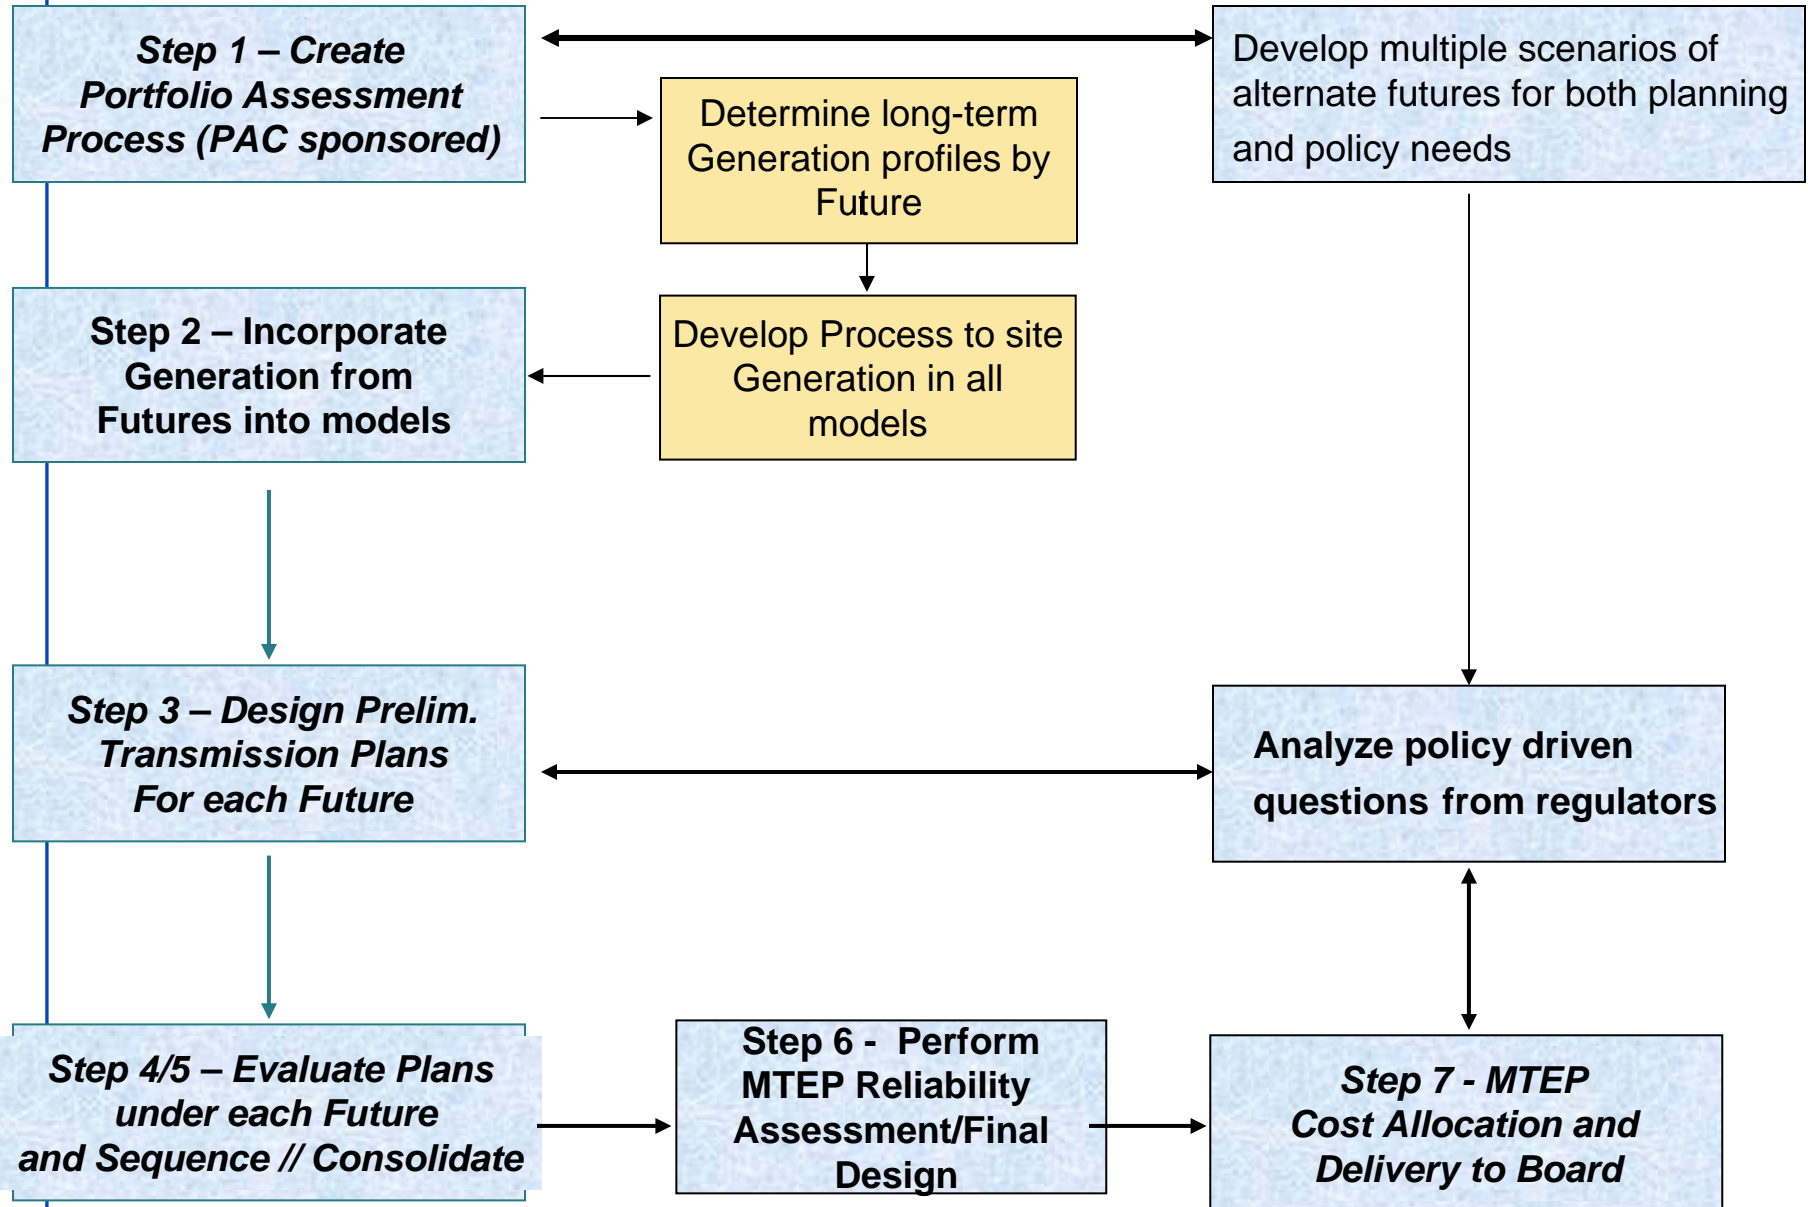 Step 1 – Create
Portfolio Assessment
Process (PAC sponsored)
Develop multiple scenarios of
alternate futures for both planning
and policy needs
Determine long-term
Generation profiles by
Future
Step 2 – Incorporate
Generation from
Futures into models
Develop Process to site
Generation in all
models
Step 3 – Design Prelim.
Transmission Plans
For each Future
Analyze policy driven
questions from regulators
Step 4/5 – Evaluate Plans
under each Future
and Sequence // Consolidate
Step 6 - Perform
MTEP Reliability
Assessment/Final
Design
Step 7 - MTEP
Cost Allocation and
Delivery to Board